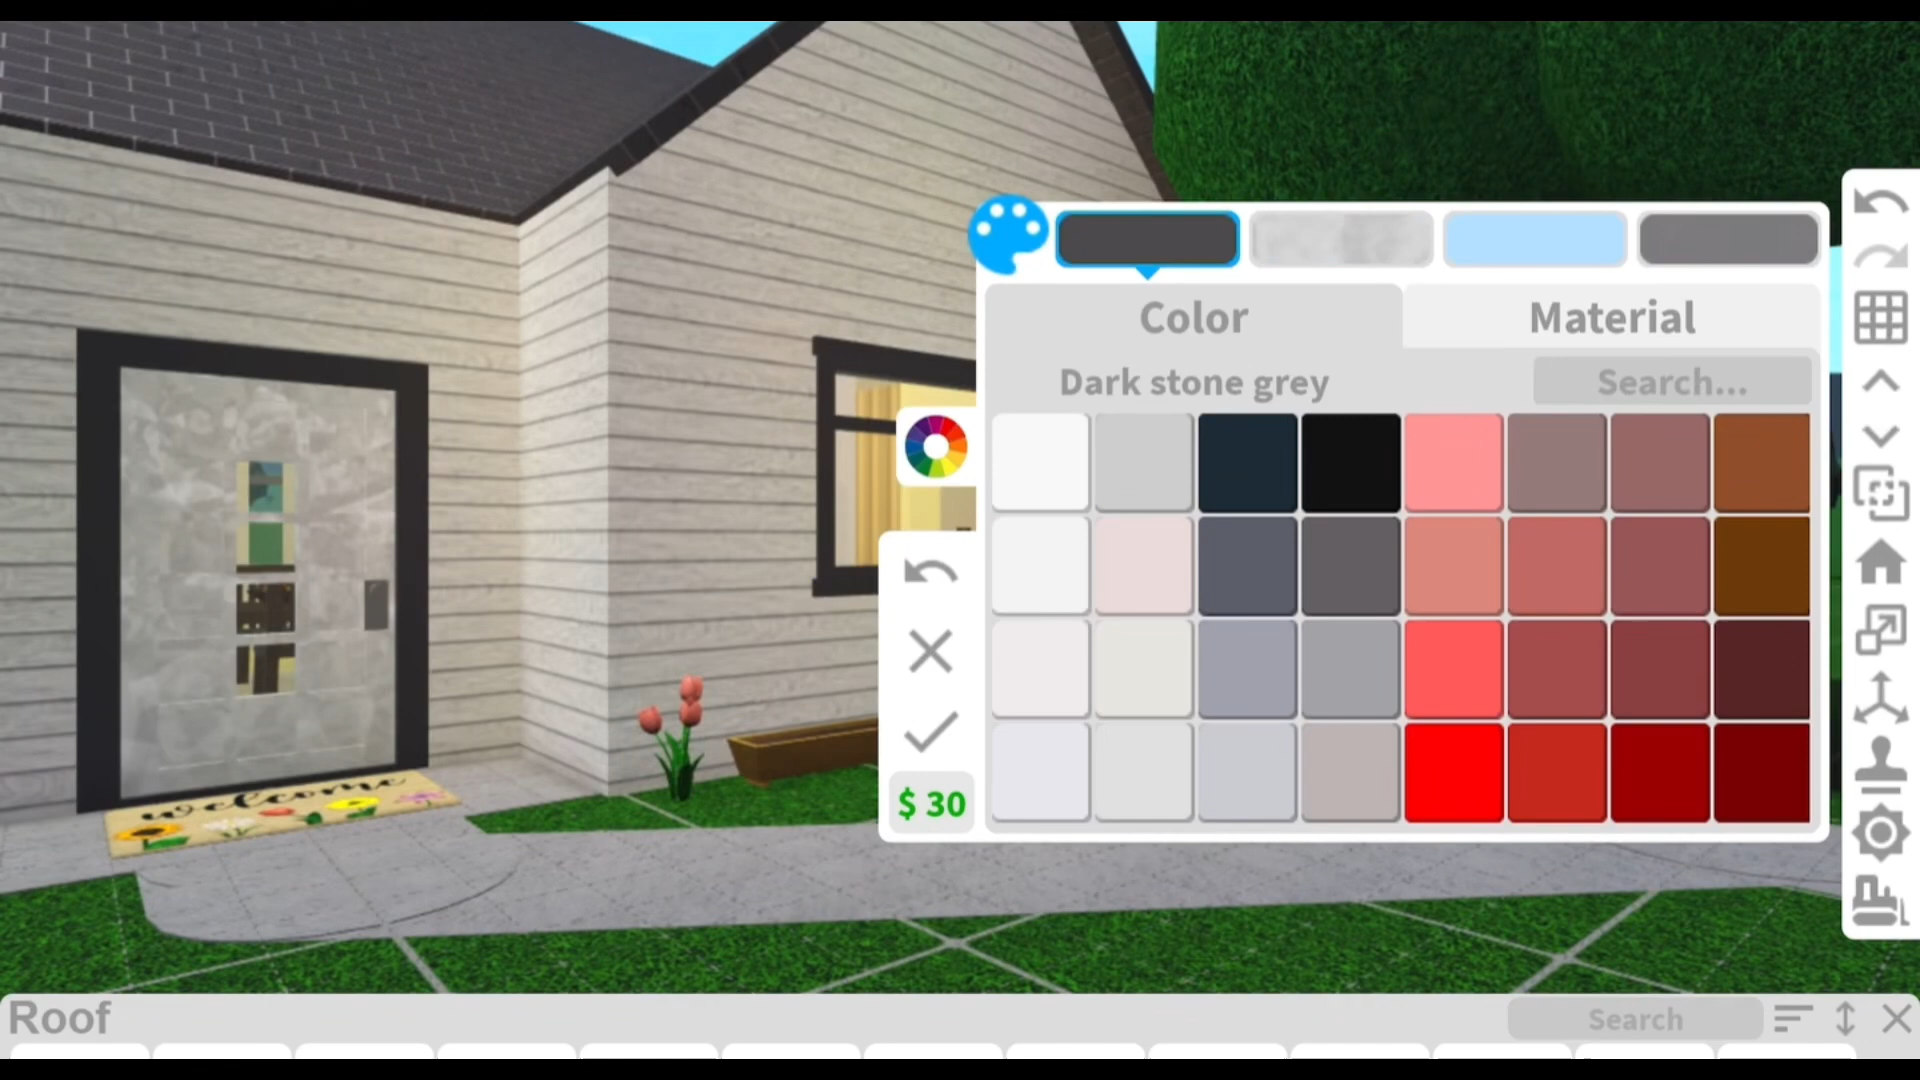 Color
Material
Dark stone grey
Search...
$ 30
welcome
Roof
Search